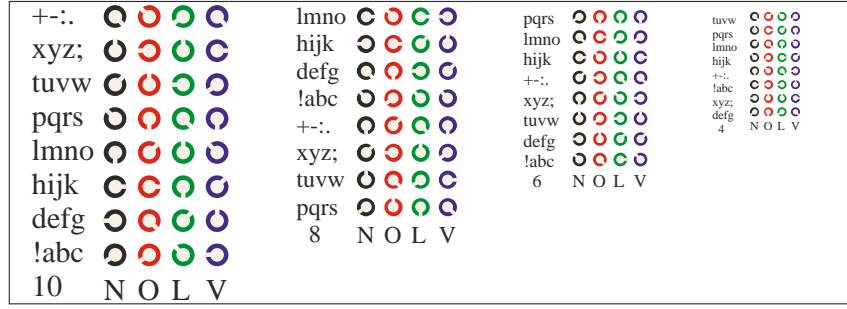 +-:.
xyz;
tuvw
pqrs
lmno
hijk
defg
!abc
10 N O L V
lmno
hijk
defg
!abc
+-:.
xyz;
tuvw
pqrs
8 N O L V
pqrs
lmno
hijk
+-:.
xyz;
tuvw
defg
!abc
6 N O L V
tuvw
pqrs
lmno
hijk
+-:.
!abc
xyz;
defg
4 N O L V